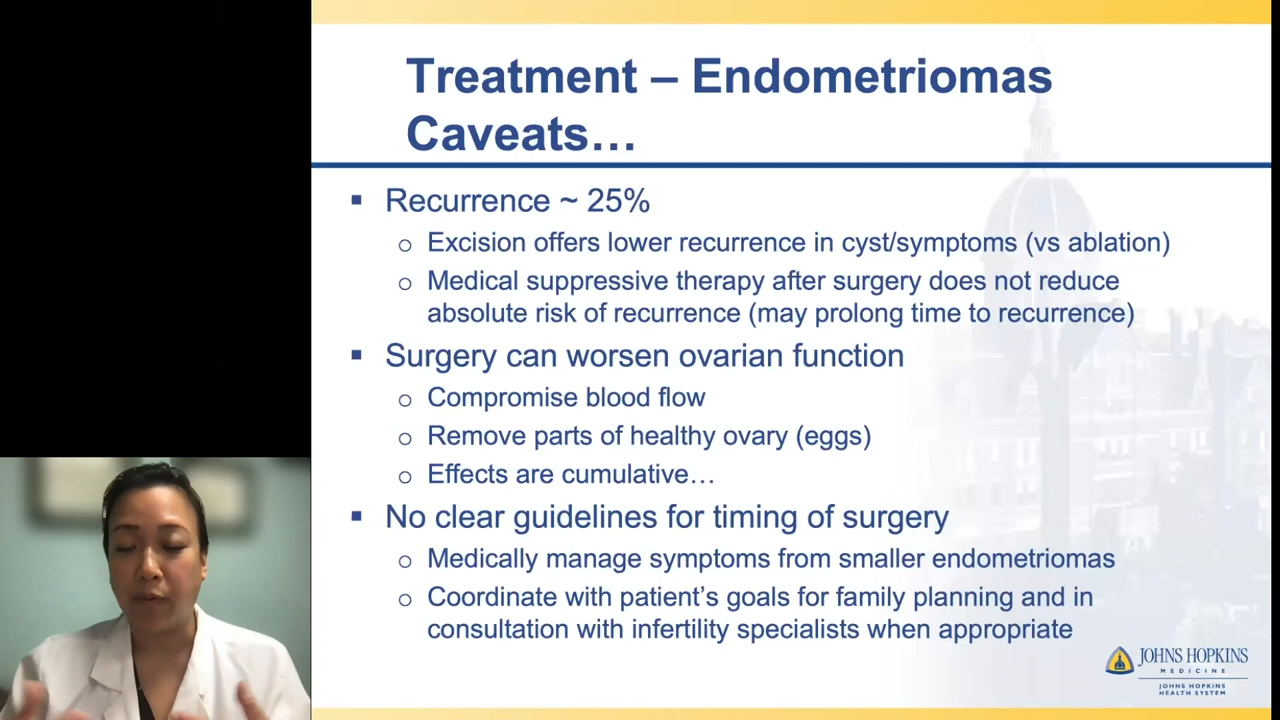 Treatment – Endometriomas
Caveats…
▪ Recurrence ~ 25%
o Excision offers lower recurrence in cyst/symptoms (vs ablation)
o Medical suppressive therapy after surgery does not reduce
absolute risk of recurrence (may prolong time to recurrence)
▪ Surgery can worsen ovarian function
o Compromise blood flow
o Remove parts of healthy ovary (eggs)
o Effects are cumulative…
▪ No clear guidelines for timing of surgery
o Medically manage symptoms from smaller endometriomas
o Coordinate with patient’s goals for family planning and in
consultation with infertility specialists when appropriate
JOHNS HOPKINS
MEDICINE
JOHNS HOPKINS
HEALTH SYSTEM